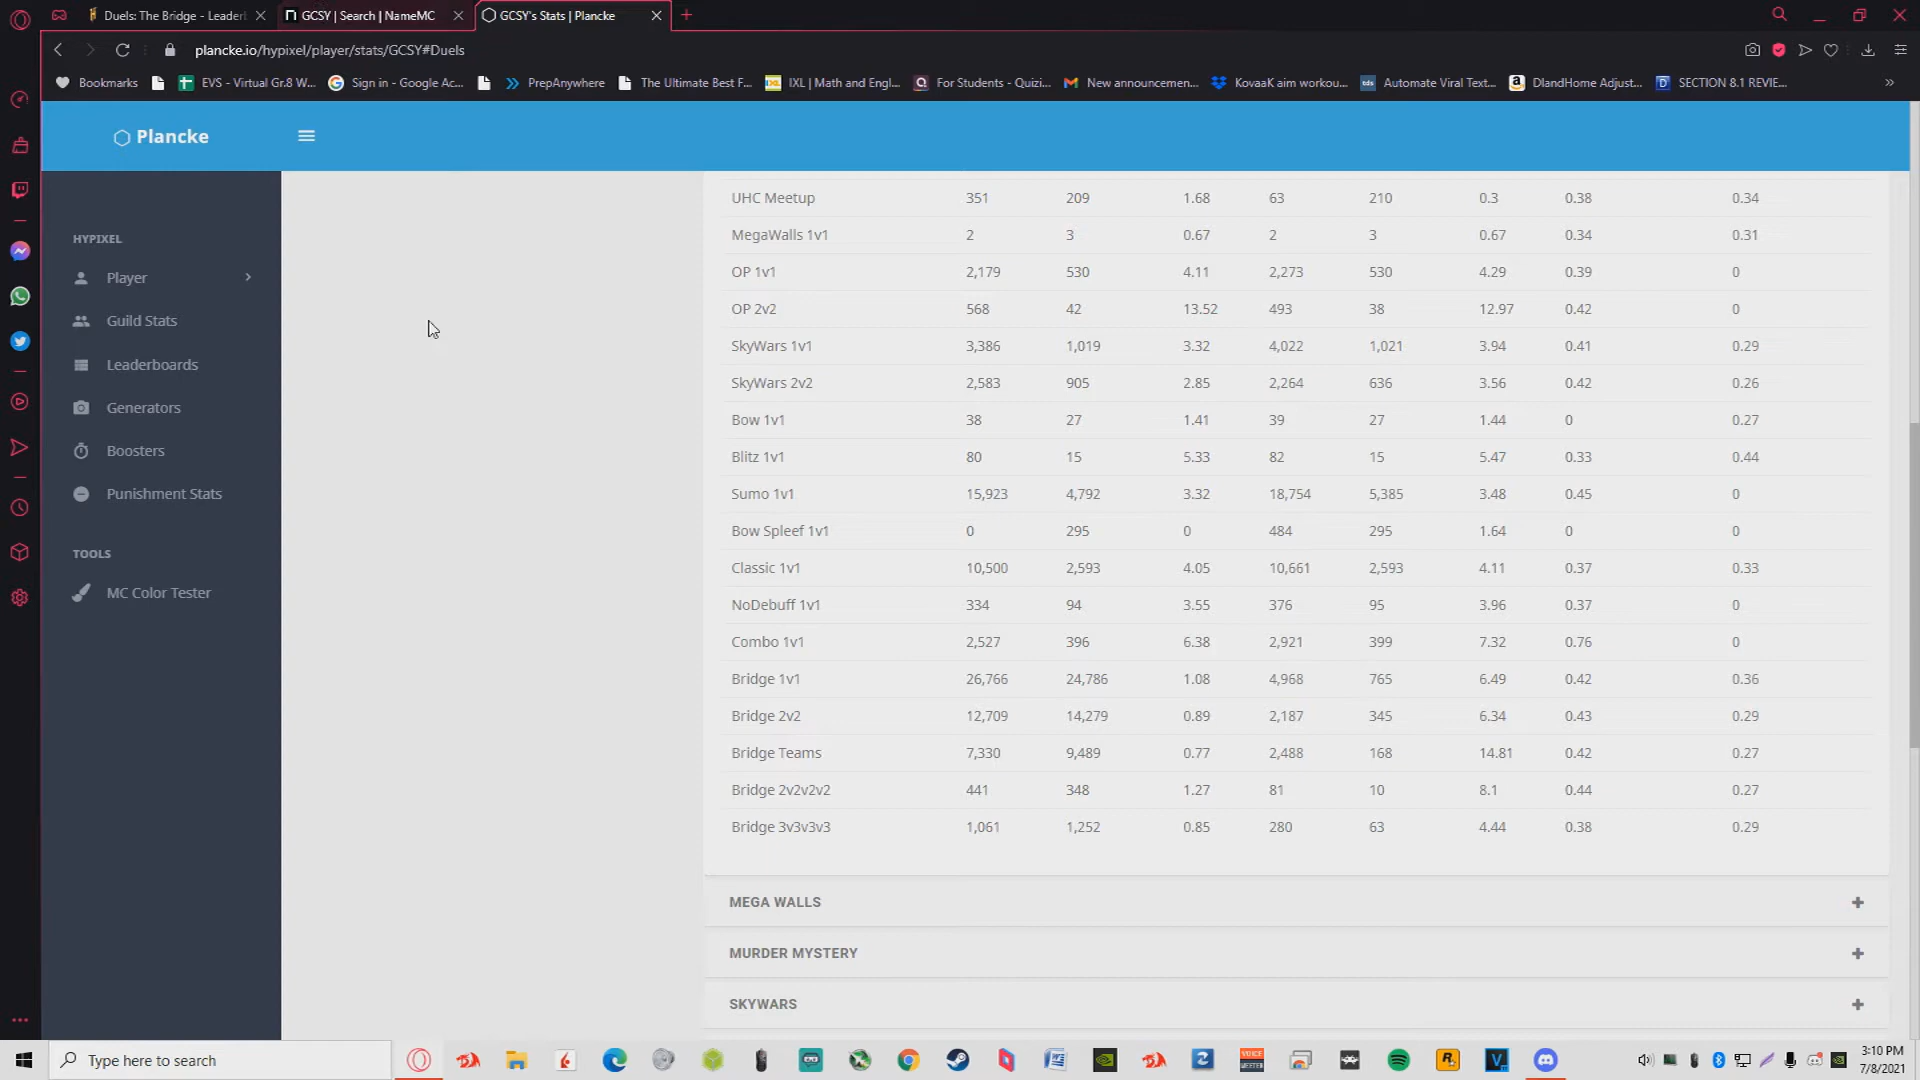 Duels: The Bridge - Leaderb
GCSY | Search | NameMC
GCSY's Stats | Plancke
plancke.io/hypixel/player/stats/GCSY#Duels
Bookmarks
EVS - Virtual Gr.8 W...
Sign in - Google Ac...
PrepAnywhere
The Ultimate Best F...
IXL | Math and Engl...
For Students - Quizi...
New announcemen...
KovaaK aim workou...
Automate Viral Text...
DlandHome Adjust...
SECTION 8.1 REVIE...
Plancke
HYPIXEL
Player
Guild Stats
Leaderboards
Generators
Boosters
Punishment Stats
TOOLS
MC Color Tester
UHC Meetup 351 209 1.68 63 210 0.3 0.38 0.34
MegaWalls 1v1 2 3 0.67 2 3 0.67 0.34 0.31
OP 1v1 2,179 530 4.11 2,273 530 4.29 0.39 0
OP 2v2 568 42 13.52 493 38 12.97 0.42 0
SkyWars 1v1 3,386 1,019 3.32 4,022 1,021 3.94 0.41 0.29
SkyWars 2v2 2,583 905 2.85 2,264 636 3.56 0.42 0.26
Bow 1v1 38 27 1.41 39 27 1.44 0 0.27
Blitz 1v1 80 15 5.33 82 15 5.47 0.33 0.44
Sumo 1v1 15,923 4,792 3.32 18,754 5,385 3.48 0.45 0
Bow Spleef 1v1 0 295 0 484 295 1.64 0 0
Classic 1v1 10,500 2,593 4.05 10,661 2,593 4.11 0.37 0.33
NoDebuff 1v1 334 94 3.55 376 95 3.96 0.37 0
Combo 1v1 2,527 396 6.38 2,921 399 7.32 0.76 0
Bridge 1v1 26,766 24,786 1.08 4,968 765 6.49 0.42 0.36
Bridge 2v2 12,709 14,279 0.89 2,187 345 6.34 0.43 0.29
Bridge Teams 7,330 9,489 0.77 2,488 168 14.81 0.42 0.27
Bridge 2v2v2v2 441 348 1.27 81 10 8.1 0.44 0.27
Bridge 3v3v3v3 1,061 1,252 0.85 280 63 4.44 0.38 0.29
MEGA WALLS
MURDER MYSTERY
SKYWARS
Type here to search
3:10 PM
7/8/2021